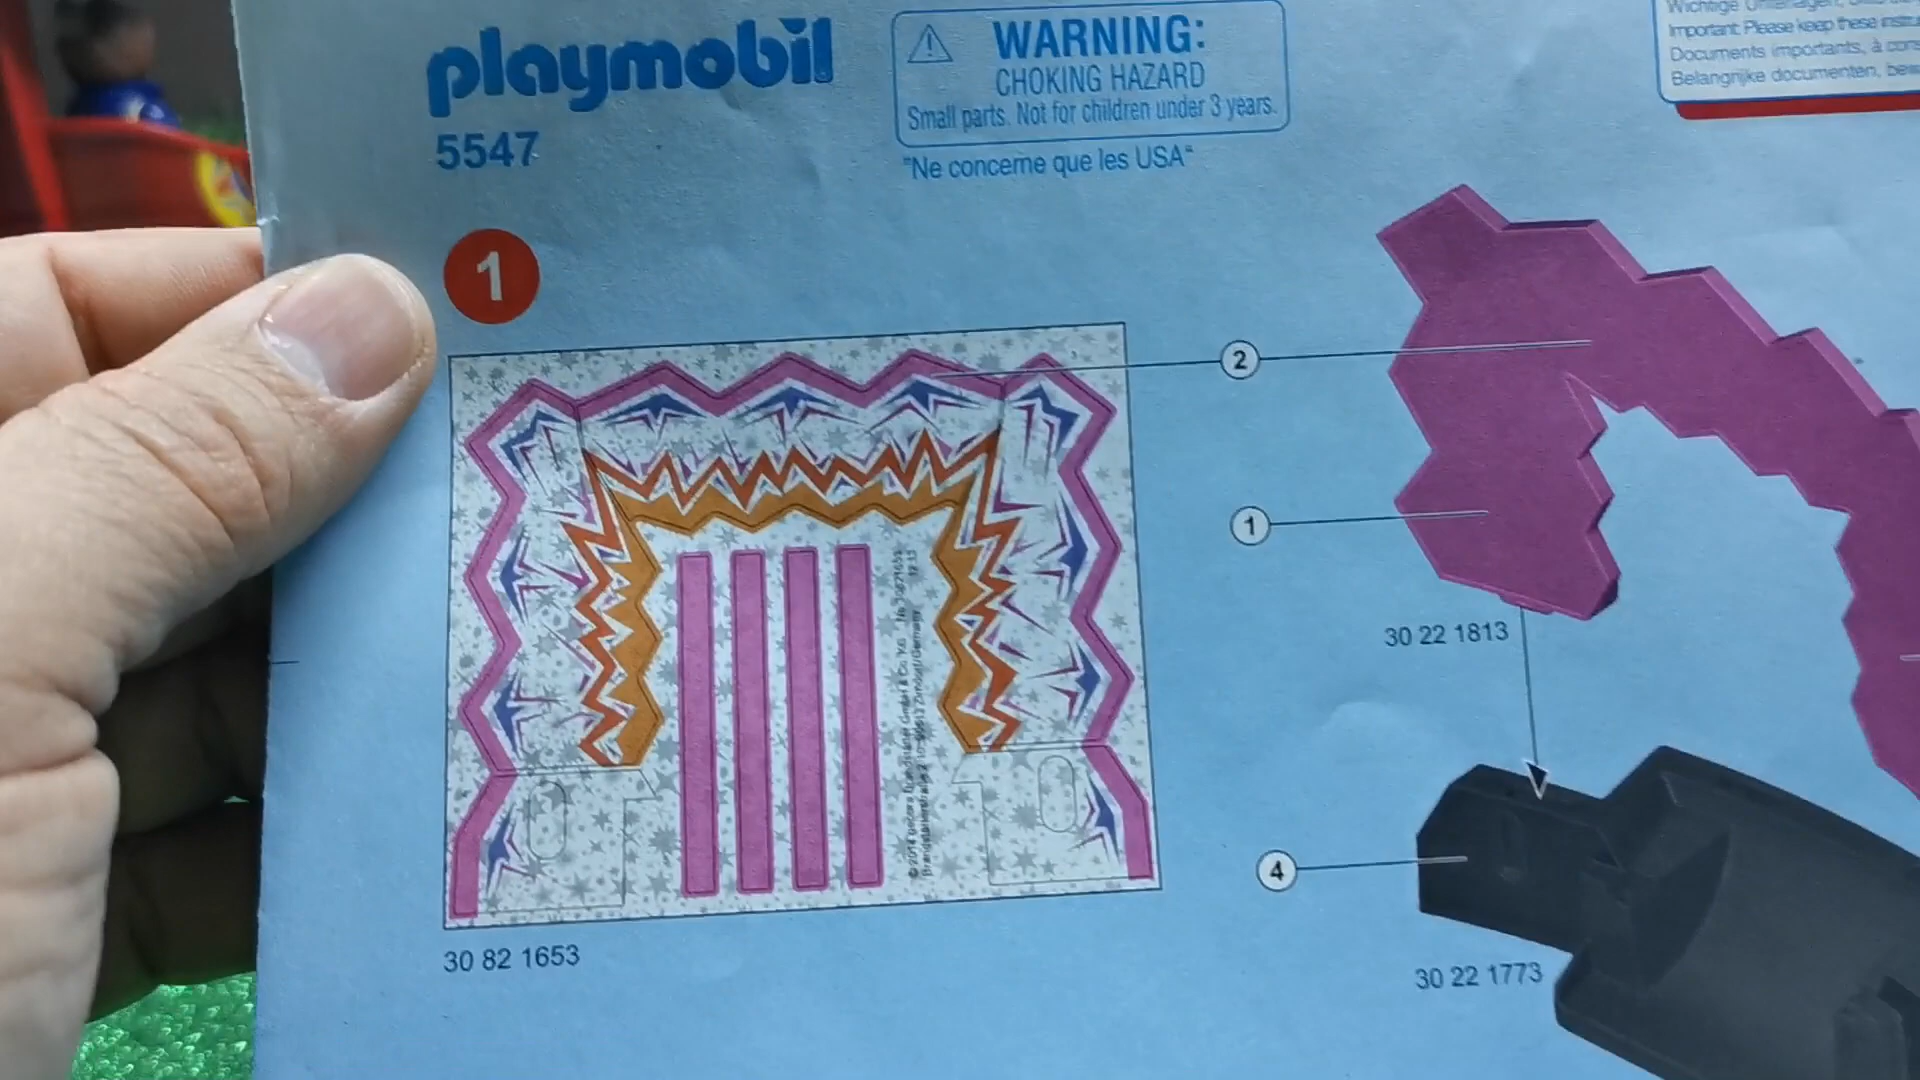 playmobil
5547
WARNING:
CHOKING HAZARD
Small parts. Not for children under 3 years.
"Ne concerne que les USA"
Wichtige
Important: Please keep these
Documents importants, à
Belangrijke documenten,
1
2
1
30 22 1813
4
30 22 1773
30 82 1653